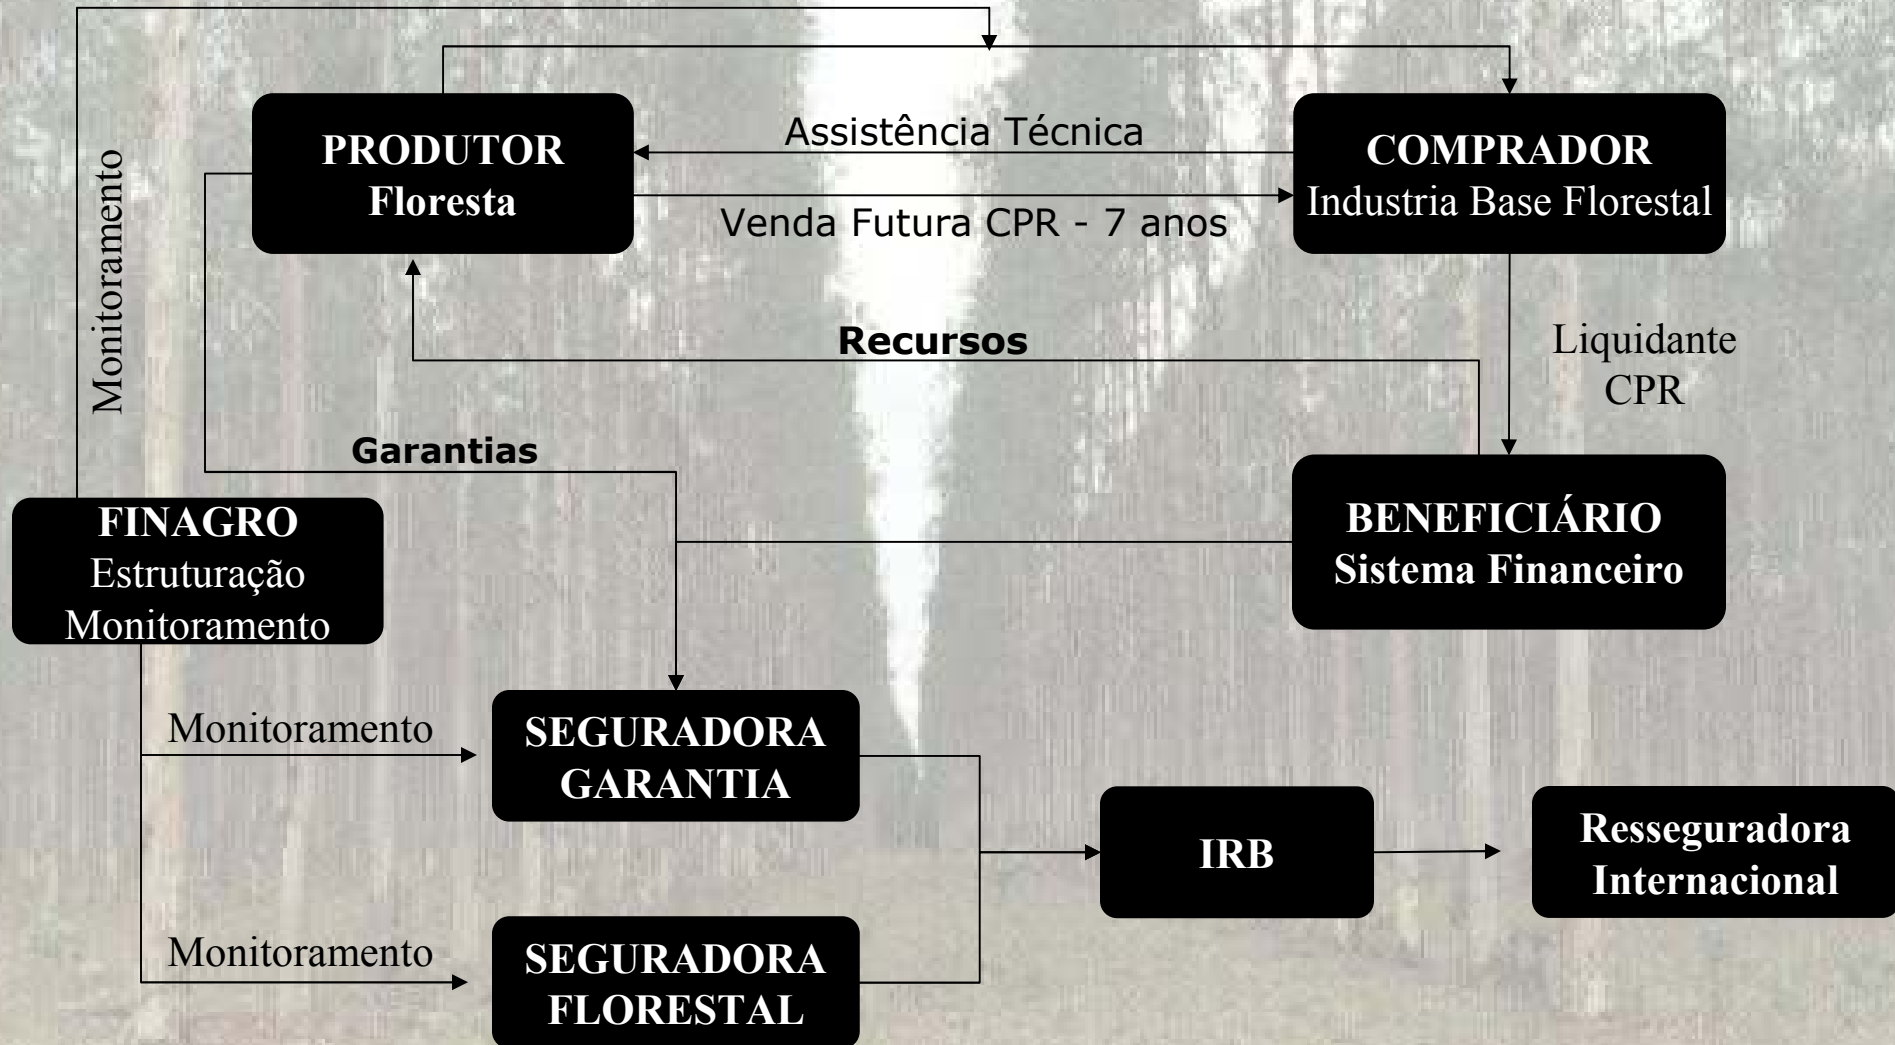 PRODUTOR
Floresta
Assistência Técnica
Venda Futura CPR - 7 anos
COMPRADOR
Industria Base Florestal
Monitoramento
Recursos
Liquidante
CPR
Garantias
FINAGRO
Estruturação
Monitoramento
BENEFICIÁRIO
Sistema Financeiro
Monitoramento
SEGURADORA
GARANTIA
IRB
Resseguradora
Internacional
Monitoramento
SEGURADORA
FLORESTAL